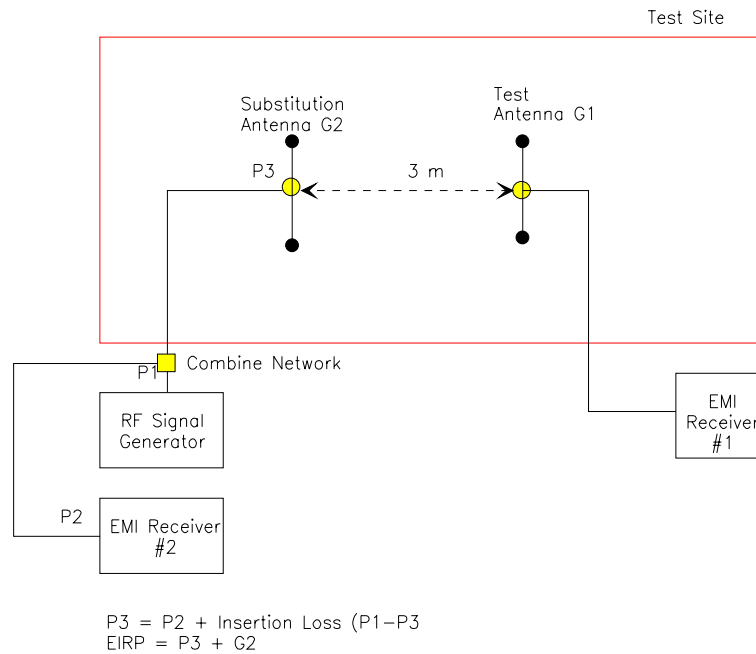 Test Site
Substitution
Antenna G2
Test
Antenna G1
P3
3 m
Combine Network
P1
RF Signal
Generator
EMI
Receiver
#1
P2
EMI Receiver
#2
P3 = P2 + Insertion Loss (P1-P3
EIRP = P3 + G2